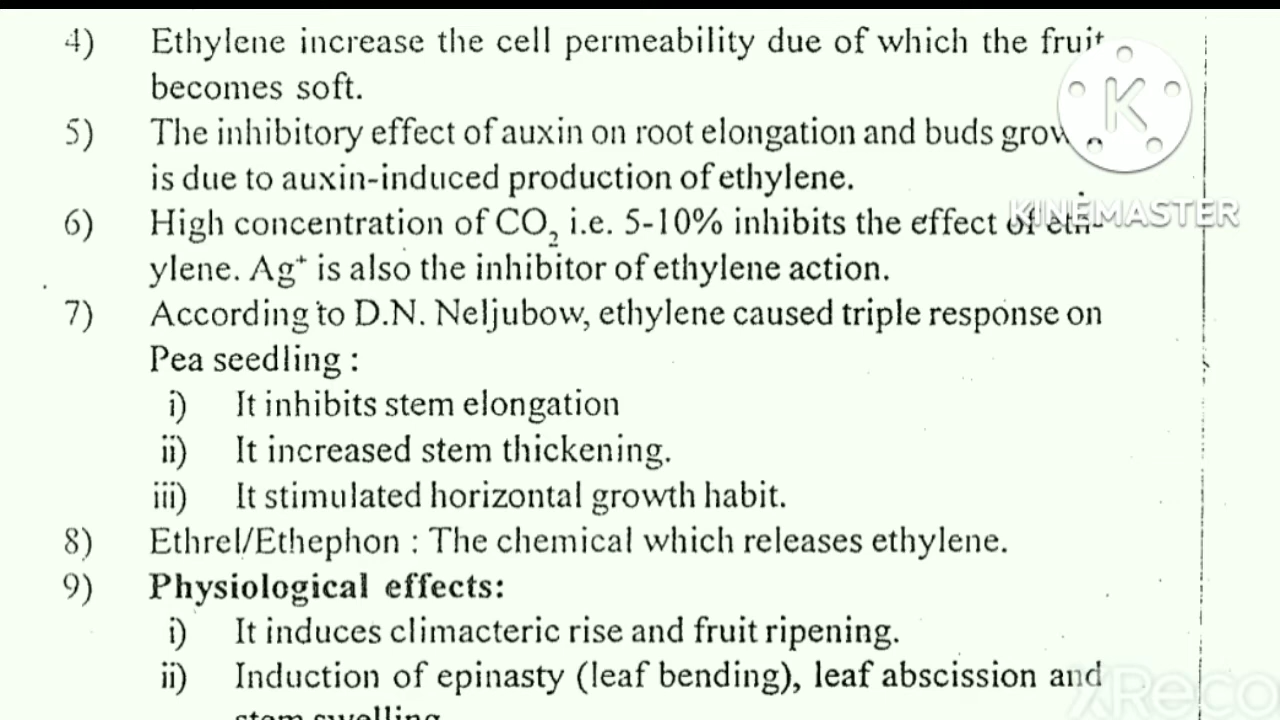 4) Ethylene increase the cell permeability due of which the fruit
becomes soft.
5) The inhibitory effect of auxin on root elongation and buds
is due to auxin-induced production of ethylene.
6) High concentration of CO₂ i.e. 5-10% inhibits the effect of eth-
ylene. Ag⁺ is also the inhibitor of ethylene action.
7) According to D.N. Neljubow, ethylene caused triple response on
Pea seedling :
i) It inhibits stem elongation
ii) It increased stem thickening.
iii) It stimulated horizontal growth habit.
8) Ethrel/Ethephon : The chemical which releases ethylene.
9) Physiological effects:
i) It induces climacteric rise and fruit ripening.
ii) Induction of epinasty (leaf bending), leaf abscission and
stem swelling
K
KINEMASTER
XReco